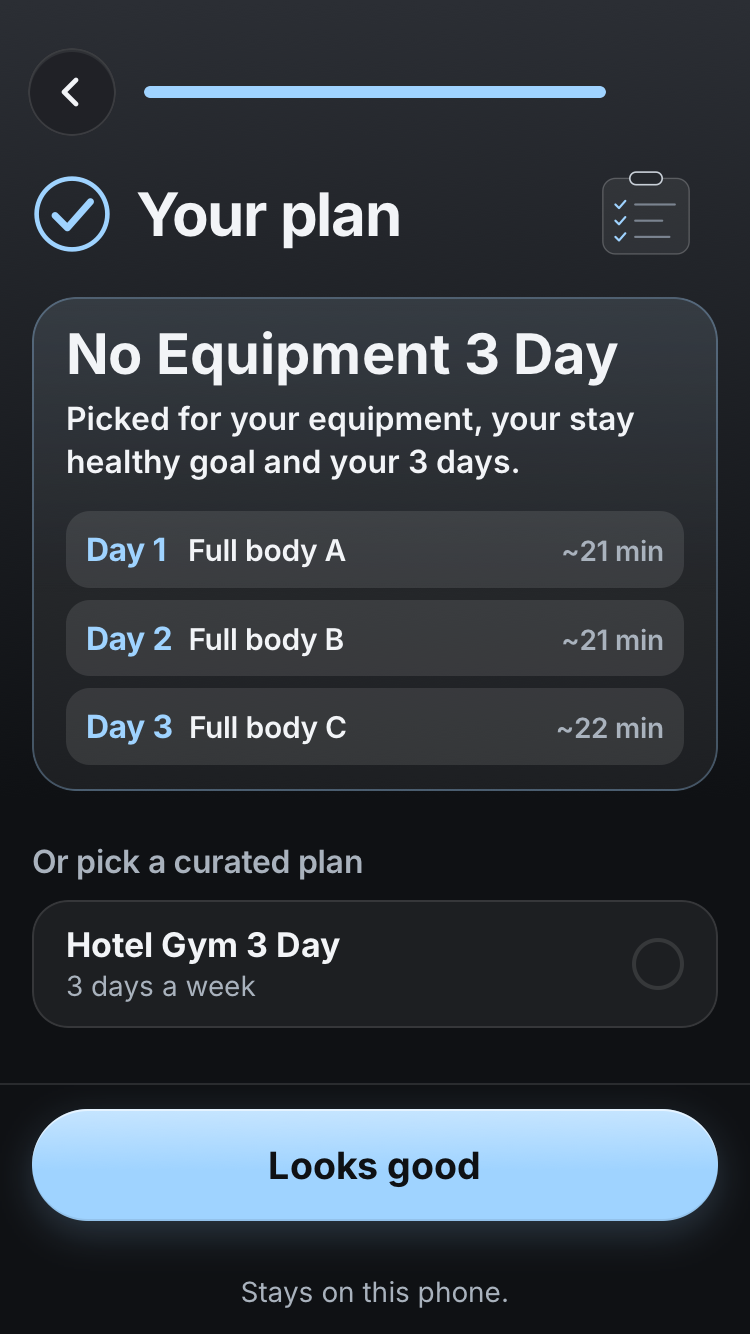 Your plan
No Equipment 3 Day
Picked for your equipment, your stay
healthy goal and your 3 days.
Day 1 Full body A ~21 min
Day 2 Full body B ~21 min
Day 3 Full body C ~22 min
Or pick a curated plan
Hotel Gym 3 Day
3 days a week
Looks good
Stays on this phone.